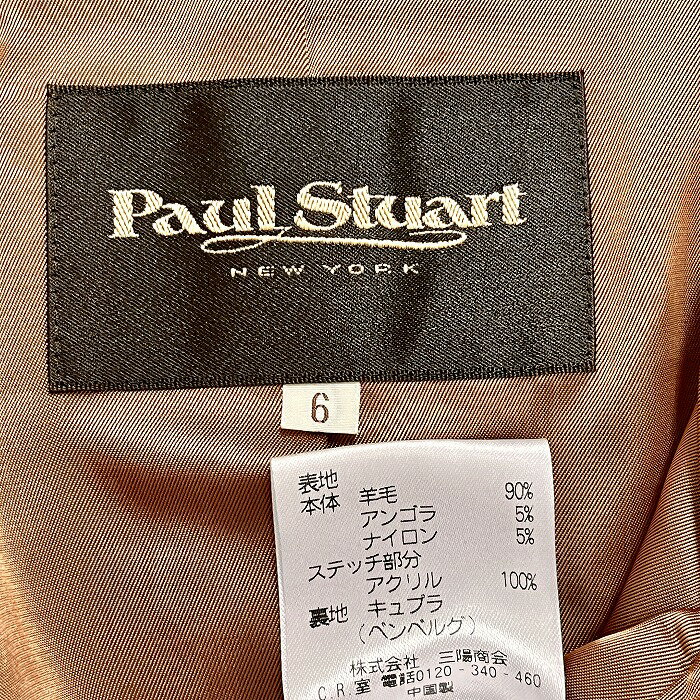 Paul Stuart
NEW YORK
6
表地
本体 羊毛 90%
アンゴラ 5%
ナイロン 5%
ステッチ部分
アクリル 100%
裏地 キュプラ
(ベンベルグ)
株式会社 三陽商会
C.R.室 電話0120-340-460
中国製